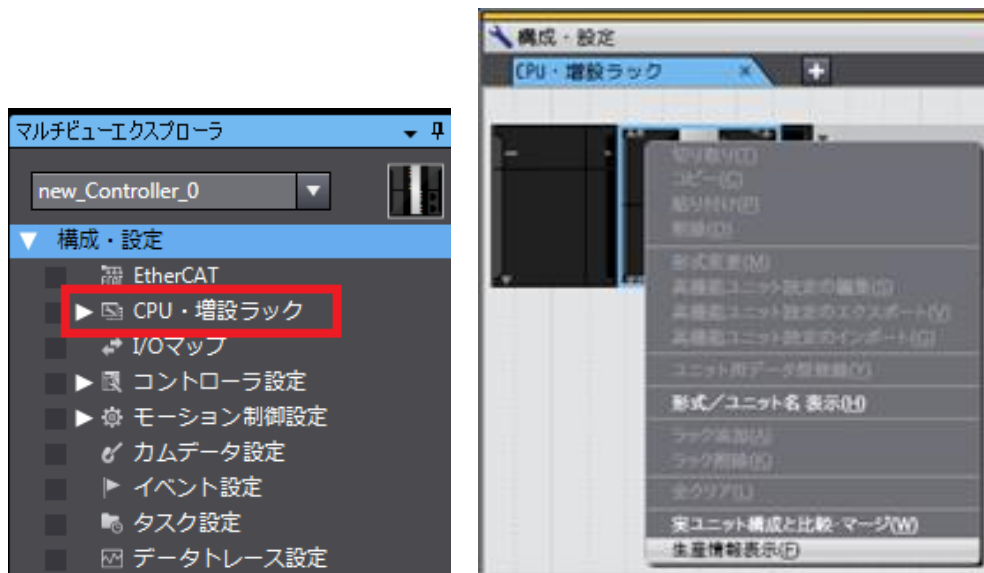 マルチビューエクスプローラ
new_Controller_0
構成・設定
EtherCAT
CPU・増設ラック
I/Oマップ
コントローラ設定
モーション制御設定
カムデータ設定
イベント設定
タスク設定
データトレース設定
構成・設定
CPU・増設ラック
切り取り(T)
コピー(C)
貼り付け(P)
削除(D)
形式変更(M)
高機能ユニット設定の編集(S)
高機能ユニット設定のエクスポート(V)
高機能ユニット設定のインポート(G)
ユニット用データ型登録(Y)
形式/ユニット名 表示(H)
ラック追加(A)
ラック削除(K)
全クリア(L)
実ユニット構成と比較・マージ(W)
生産情報表示(F)